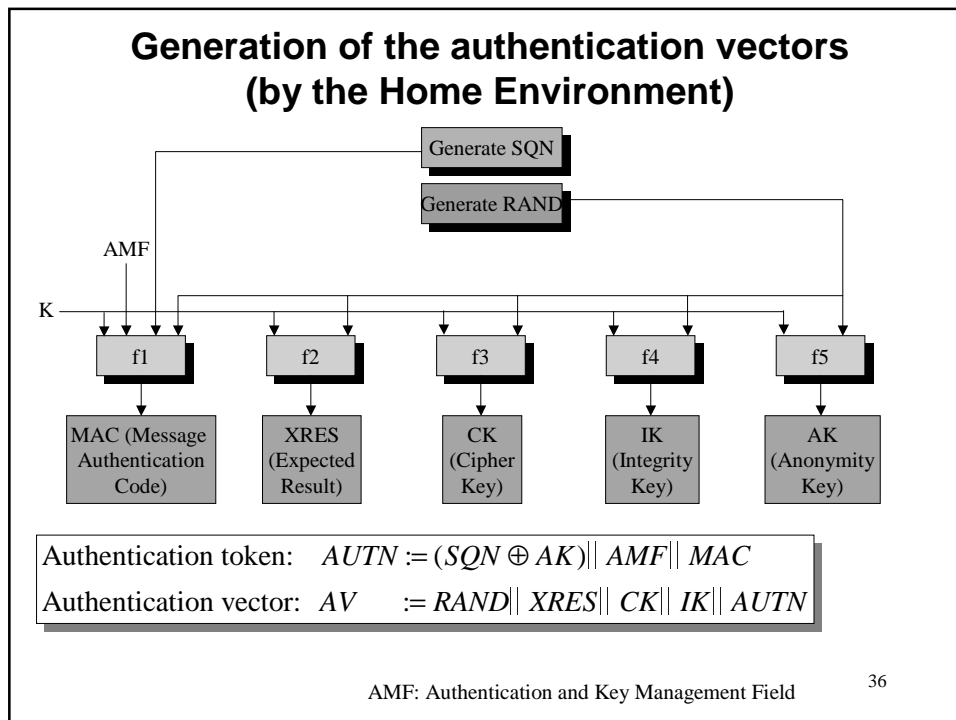 Generation of the authentication vectors
(by the Home Environment)
Generate SQN
Generate RAND
AMF
K
f1
f2
f3
f4
f5
MAC (Message
Authentication
Code)
XRES
(Expected
Result)
CK
(Cipher
Key)
IK
(Integrity
Key)
AK
(Anonymity
Key)
Authentication token: AUTN := (SQN ⊕ AK)|| AMF|| MAC
Authentication vector: AV := RAND|| XRES|| CK|| IK|| AUTN
AMF: Authentication and Key Management Field
36